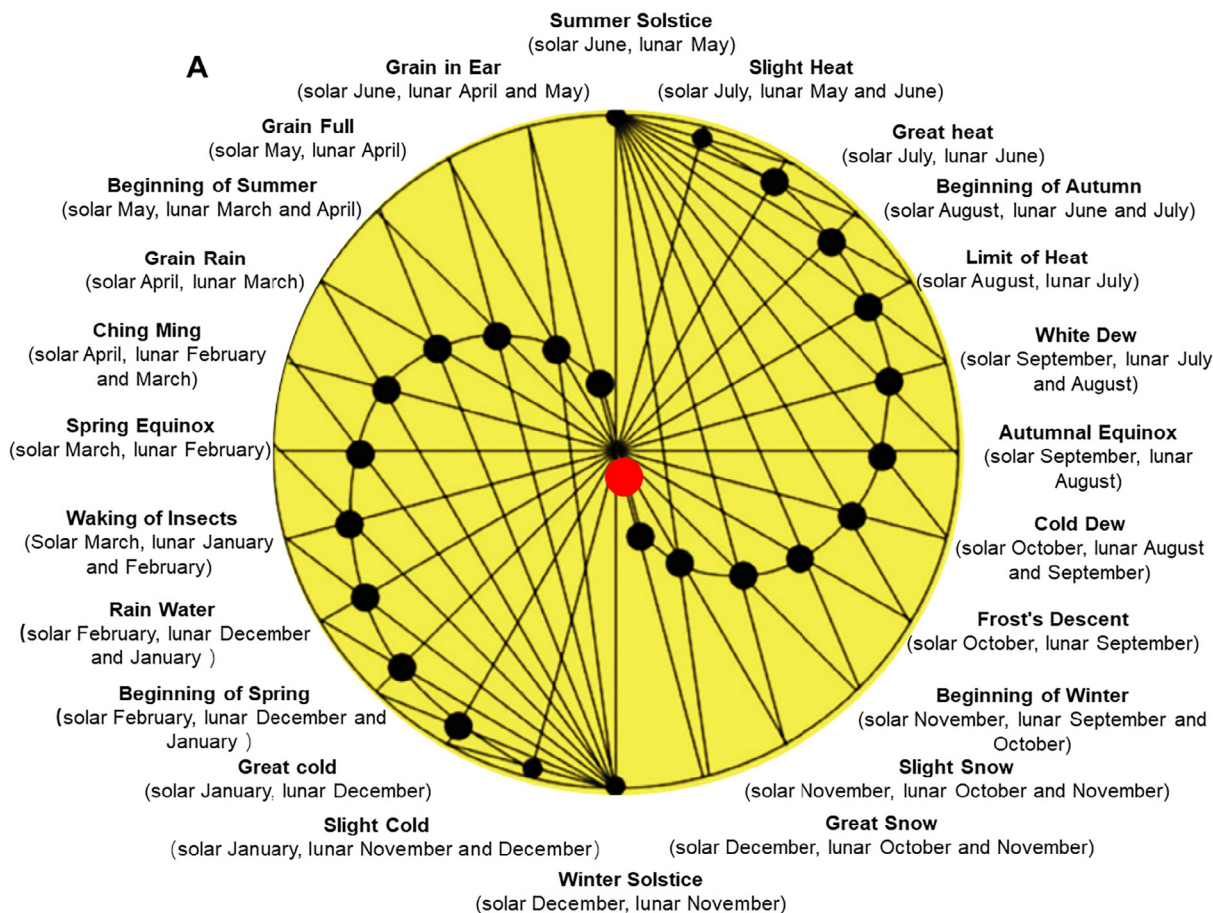 A
Summer Solstice
(solar June, lunar May)
Grain in Ear
(solar June, lunar April and May)
Slight Heat
(solar July, lunar May and June)
Grain Full
(solar May, lunar April)
Great heat
(solar July, lunar June)
Beginning of Summer
(solar May, lunar March and April)
Beginning of Autumn
(solar August, lunar June and July)
Grain Rain
(solar April, lunar March)
Limit of Heat
(solar August, lunar July)
Ching Ming
(solar April, lunar February
and March)
White Dew
(solar September, lunar July
and August)
Spring Equinox
(solar March, lunar February)
Autumnal Equinox
(solar September, lunar
August)
Waking of Insects
(Solar March, lunar January
and February)
Cold Dew
(solar October, lunar August
and September)
Rain Water
(solar February, lunar December
and January )
Frost's Descent
(solar October, lunar September)
Beginning of Spring
(solar February, lunar December and
January )
Beginning of Winter
(solar November, lunar September and
October)
Great cold
(solar January, lunar December)
Slight Snow
(solar November, lunar October and November)
Slight Cold
(solar January, lunar November and December)
Great Snow
(solar December, lunar October and November)
Winter Solstice
(solar December, lunar November)